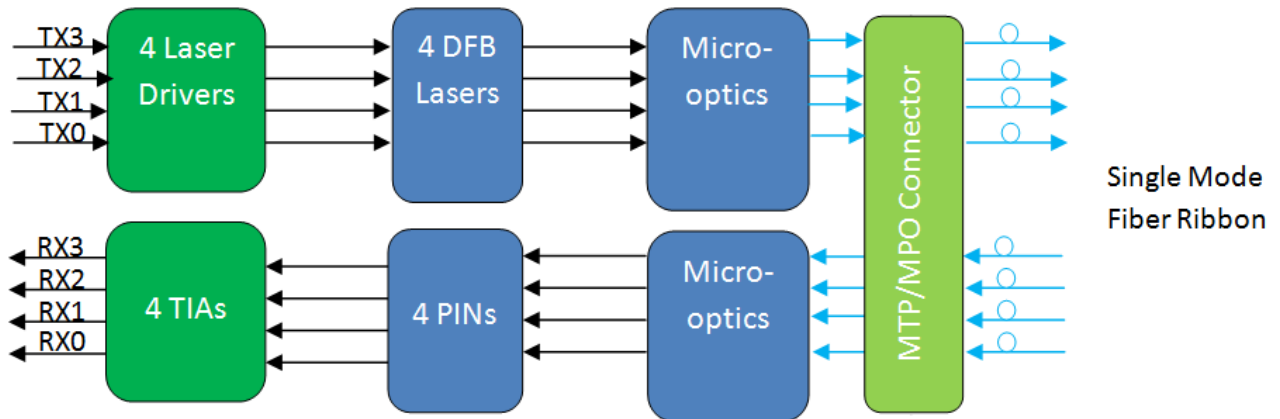 TX3
TX2
TX1
TX0
4 Laser
Drivers
4 DFB
Lasers
Micro-
optics
MTP/MPO Connector
Single Mode
Fiber Ribbon
RX3
RX2
RX1
RX0
4 TIAs
4 PINs
Micro-
optics